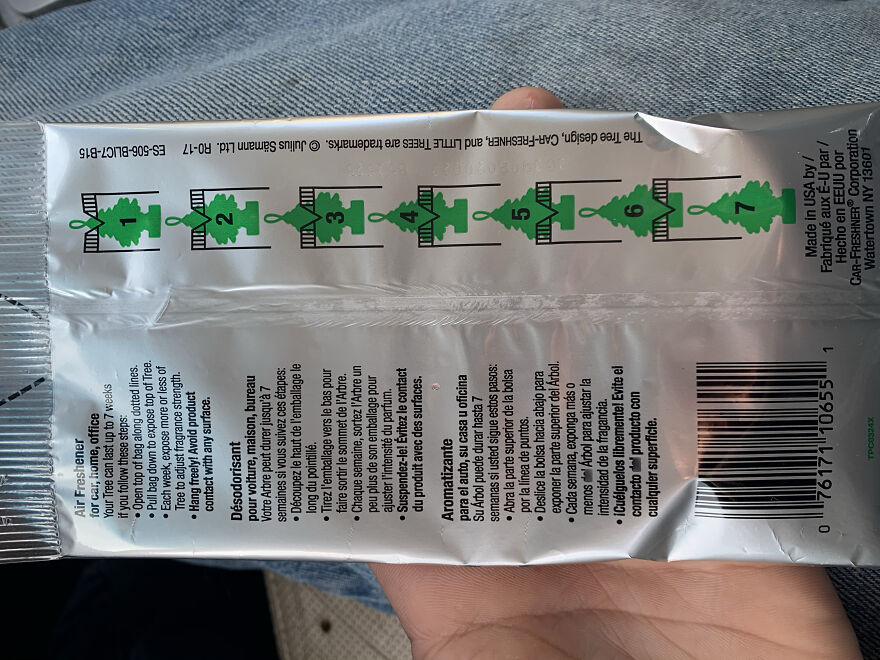 Air Freshener
for car, home, office
Your Tree can last up to 7 weeks
if you follow these steps:
• Open top of bag along dotted lines.
• Pull bag down to expose top of Tree.
• Each week, expose more or less of
Tree to adjust fragrance strength.
• Hang freely! Avoid product
contact with any surface.
Désodorisant
pour voiture, maison, bureau
Votre Arbre peut durer jusqu'à 7
semaines si vous suivez ces étapes:
• Découpez le haut de l'emballage le
long du pointillé.
• Tirez l'emballage vers le bas pour
faire sortir le sommet de l'Arbre.
• Chaque semaine, sortez l'Arbre un
peu plus de son emballage pour
ajuster l'intensité du parfum.
• Suspendez-le! Évitez le contact
du produit avec des surfaces.
Aromatizante
para el auto, su casa u oficina
Su Árbol puede durar hasta 7
semanas si usted sigue estos pasos:
• Abra la parte superior de la bolsa
por la línea de puntos.
• Deslice la bolsa hacia abajo para
exponer la parte superior del Árbol.
• Cada semana, exponga más o
menos del Árbol para ajustar la
intensidad de la fragancia.
• ¡Cuélguelos libremente! Evite el
contacto del producto con
cualquier superficie.
0 76171 10655 1
TPC0324X
1
2
3
4
5
6
7
Made in USA by /
Fabriqué aux É-U par /
Hecho en EEUU por
CAR-FRESHNER® Corporation
Watertown NY 13601
The Tree design, CAR-FRESHNER, and LITTLE TREES are trademarks. © Julius Sämann Ltd. R0-17 ES-506-BLIC7-B15